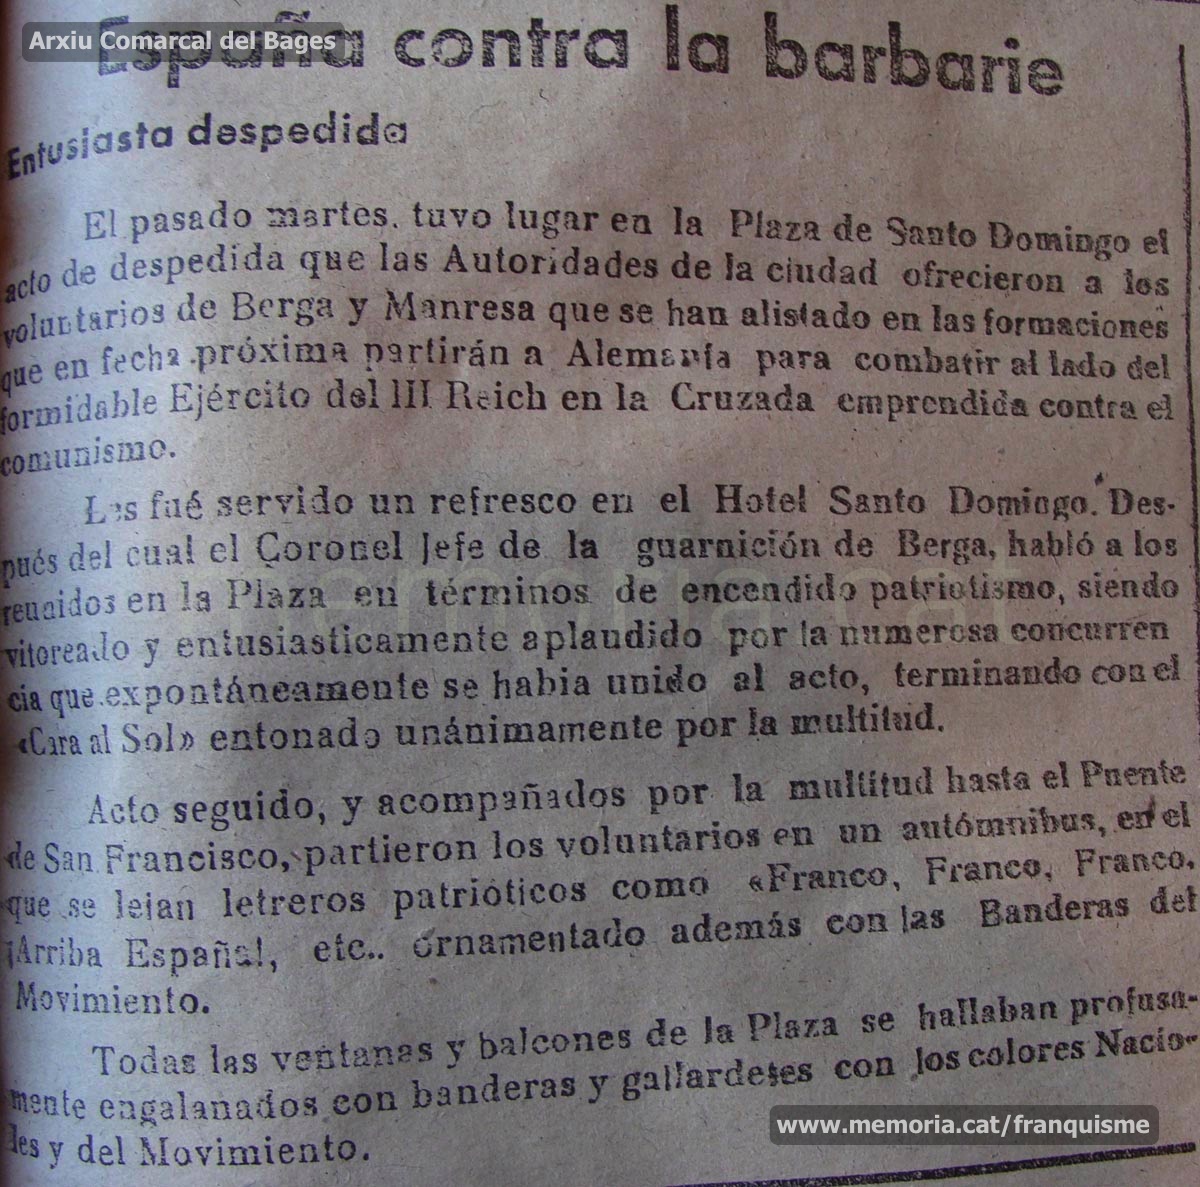 España contra la barbarie
Arxiu Comarcal del Bages
Entusiasta despedida
El pasado martes, tuvo lugar en la Plaza de Santo Domingo el
acto de despedida que las Autoridades de la ciudad ofrecieron a los
voluntarios de Berga y Manresa que se han alistado en las formaciones
que en fecha próxima partirán a Alemania para combatir al lado del
formidable Ejército del III Reich en la Cruzada emprendida contra el
comunismo.
Les fué servido un refresco en el Hotel Santo Domingo. Des-
pués del cual el Coronel Jefe de la guarnición de Berga, habló a los
reunidos en la Plaza en términos de encendido patriotismo, siendo
vitoreado y entusiasticamente aplaudido por la numerosa concurren
cia que expontáneamente se habia unido al acto, terminando con el
«Cara al Sol» entonado unánimamente por la multitud.
Acto seguido, y acompañados por la multitud hasta el Puente
de San Francisco, partieron los voluntarios en un autómnibus, en el
que se leian letreros patrióticos como «Franco, Franco, Franco,
¡Arriba España!, etc.. ornamentado además con las Banderas del
Movimiento.
Todas las ventanas y balcones de la Plaza se hallaban profusa-
mente engalanados con banderas y gallardetes con los colores Nacio-
les y del Movimiento.
www.memoria.cat/franquisme